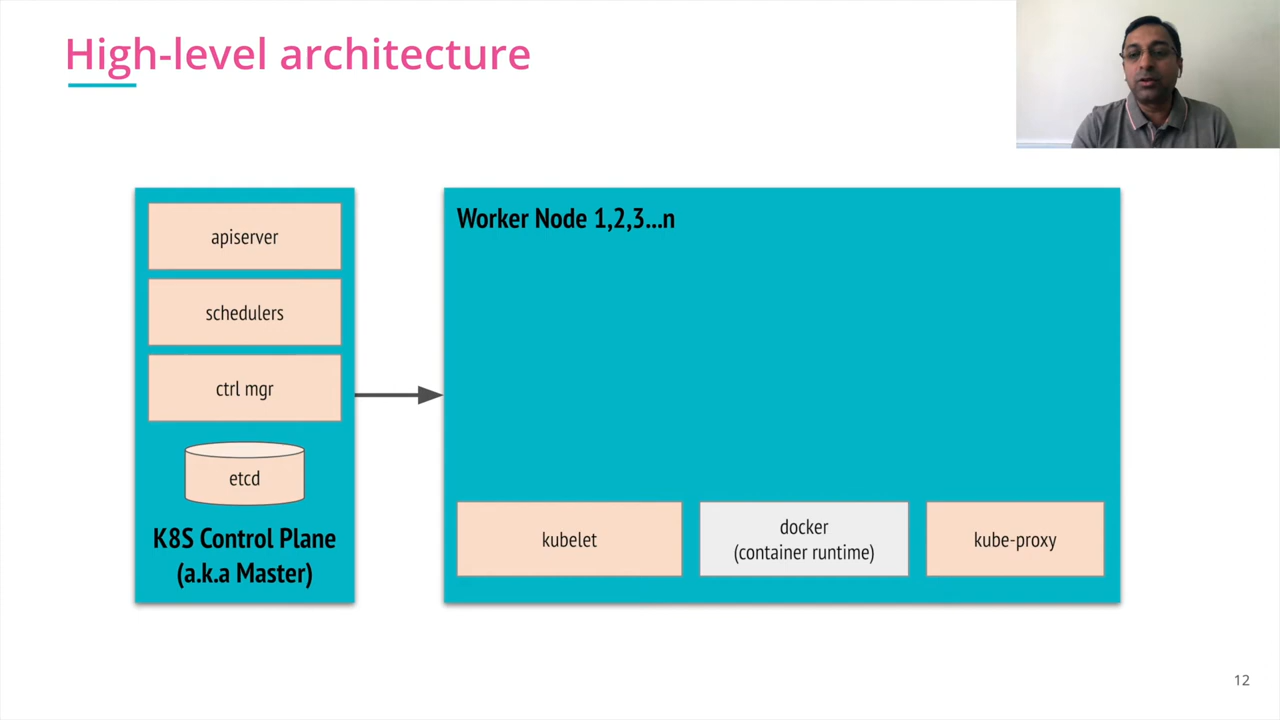 High-level architecture
apiserver
schedulers
ctrl mgr
etcd
K8S Control Plane
(a.k.a Master)
Worker Node 1,2,3...n
kubelet
docker
(container runtime)
kube-proxy
12